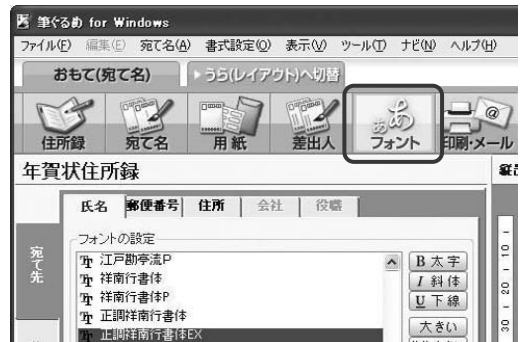 筆ぐるめ for Windows
ファイル(F) 編集(E) 宛て名(A) 書式設定(O) 表示(V) ツール(T) ナビ(N) ヘルプ(H)
おもて(宛て名) うら(レイアウト)へ切替
住所録 宛て名 用紙 差出人 フォント 印刷・メール
年賀状住所録
氏名 郵便番号 住所 会社 役職
宛て先
フォントの設定
江戸勘亭流P
祥南行書体
祥南行書体P
正調祥南行書体
正調祥南行書体EX
B 太字
I 斜体
U 下線
大きい
10
20
30